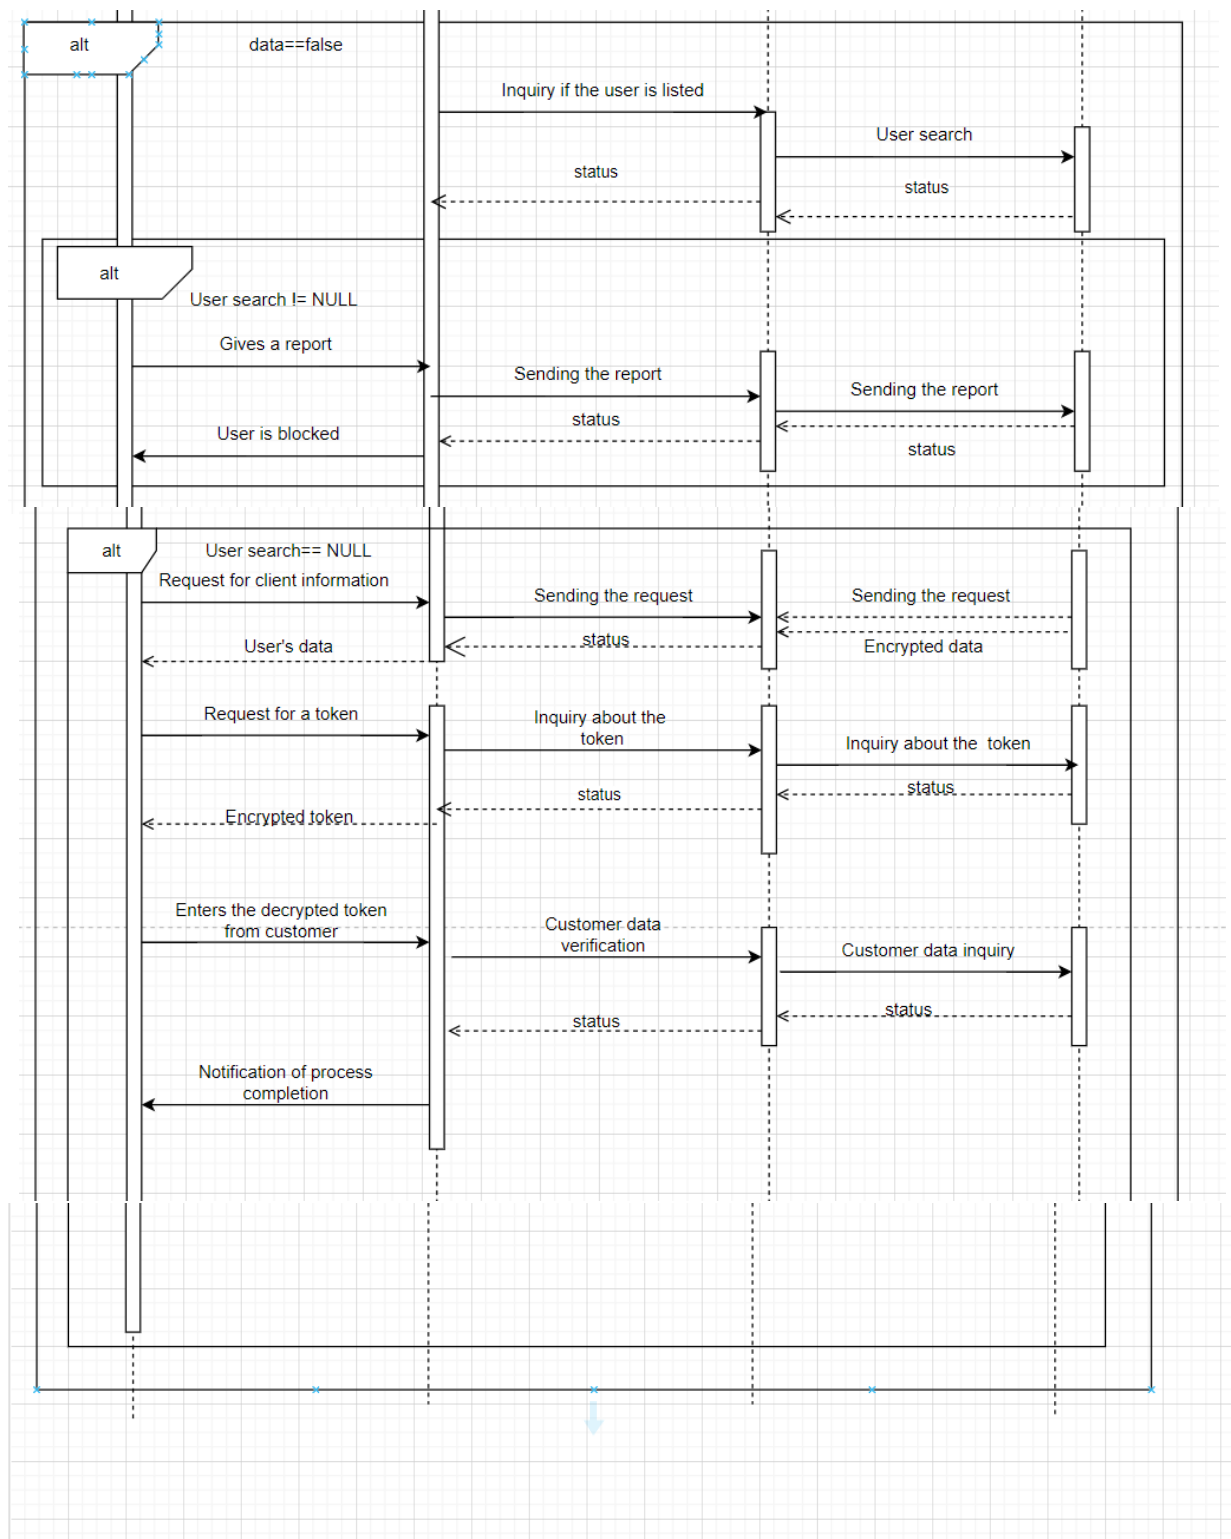 alt
data==false
Inquiry if the user is listed
User search
status
status
alt
User search != NULL
Gives a report
Sending the report
Sending the report
status
User is blocked
status
alt
User search== NULL
Request for client information
Sending the request
Sending the request
status
User's data
Encrypted data
Request for a token
Inquiry about the
token
Inquiry about the  token
status
status
Encrypted token
Enters the decrypted token
from customer
Customer data
verification
Customer data inquiry
status
status
Notification of process
completion